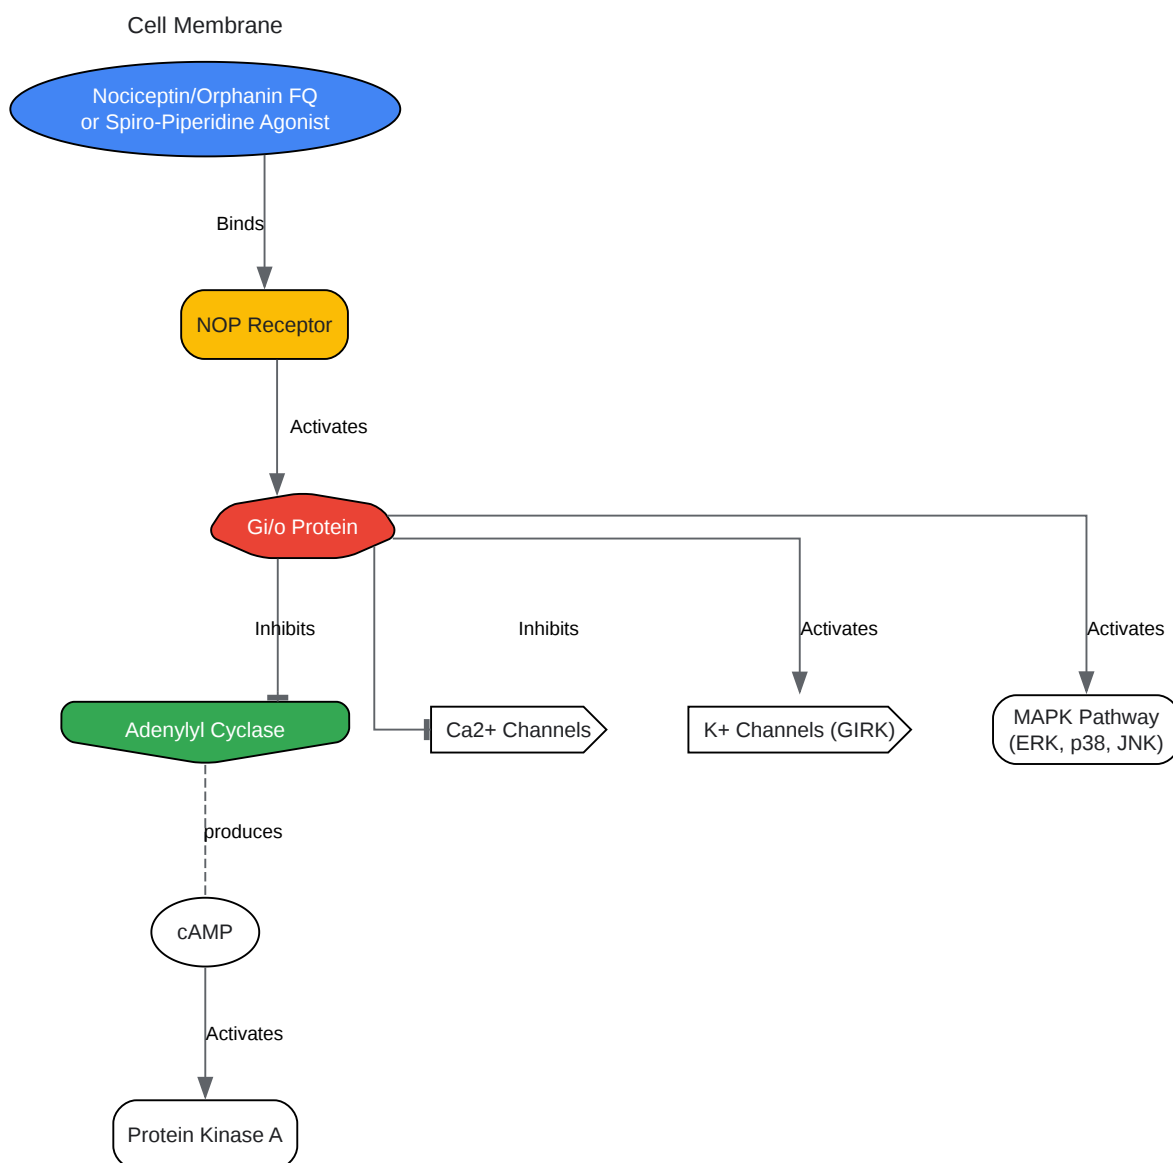 Cell Membrane
Nociceptin/Orphanin FQ
or Spiro-Piperidine Agonist
Binds
NOP Receptor
Activates
Gi/o Protein
Inhibits
Inhibits
Activates
Activates
Adenylyl Cyclase
Ca2+ Channels
K+ Channels (GIRK)
MAPK Pathway
(ERK, p38, JNK)
produces
cAMP
Activates
Protein Kinase A